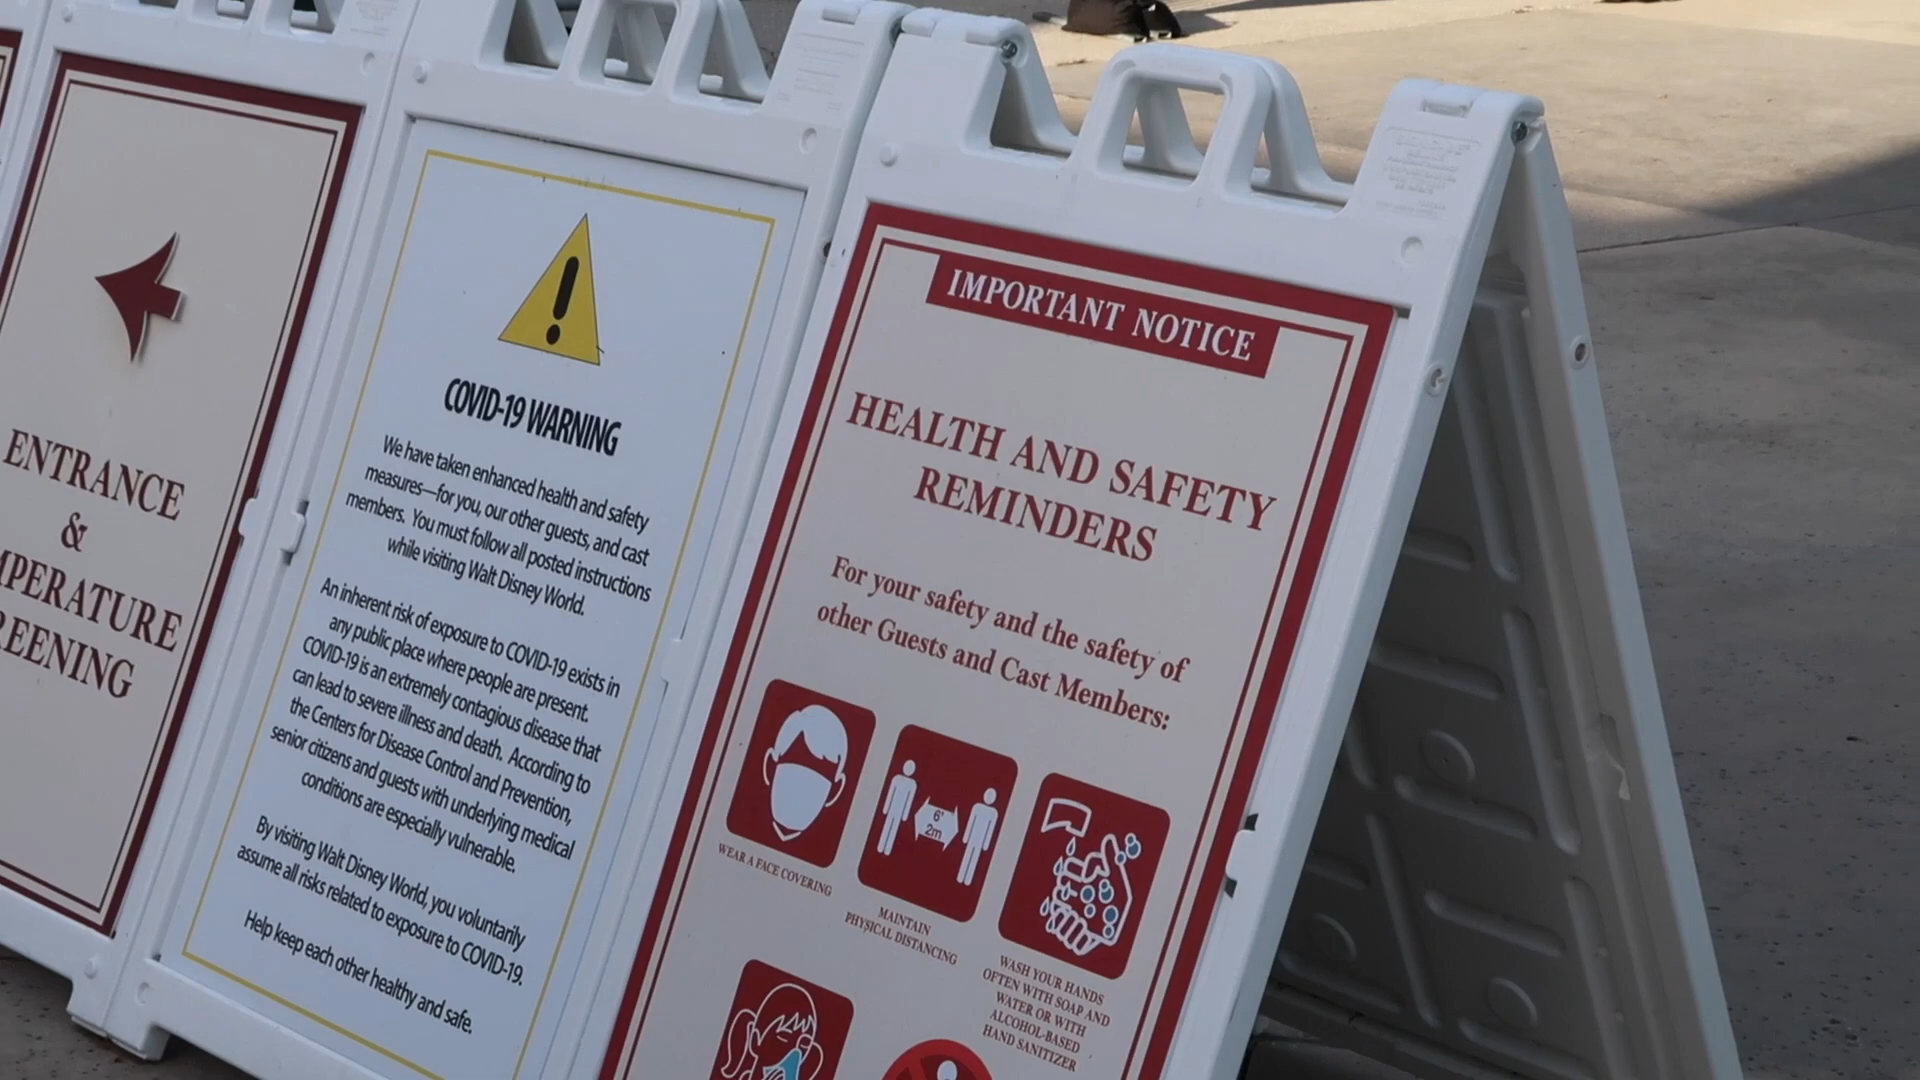 ENTRANCE
&
MPERATURE
REENING
COVID-19 WARNING
We have taken enhanced health and safety
measures—for you, our other guests, and cast
members. You must follow all posted instructions
while visiting Walt Disney World.
An inherent risk of exposure to COVID-19 exists in
any public place where people are present.
COVID-19 is an extremely contagious disease that
can lead to severe illness and death. According to
the Centers for Disease Control and Prevention,
senior citizens and guests with underlying medical
conditions are especially vulnerable.
By visiting Walt Disney World, you voluntarily
assume all risks related to exposure to COVID-19.
Help keep each other healthy and safe.
IMPORTANT NOTICE
HEALTH AND SAFETY
REMINDERS
For your safety and the safety of
other Guests and Cast Members:
WEAR A FACE COVERING
6'
2m
MAINTAIN
PHYSICAL DISTANCING
WASH YOUR HANDS
OFTEN WITH SOAP AND
WATER OR WITH
ALCOHOL-BASED
HAND SANITIZER